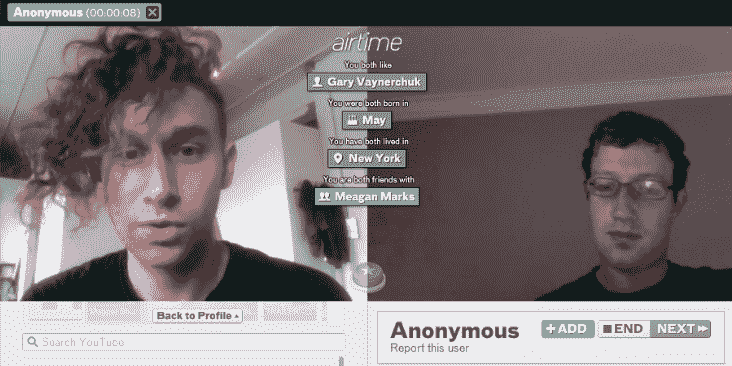 Anonymous (00:00:08)
airtime
You both like
Gary Vaynerchuk
You were both born in
May
You have both lived in
New York
You are both friends with
Meagan Marks
Back to Profile
Search YouTube
Anonymous
Report this user
+ADD
END
NEXT